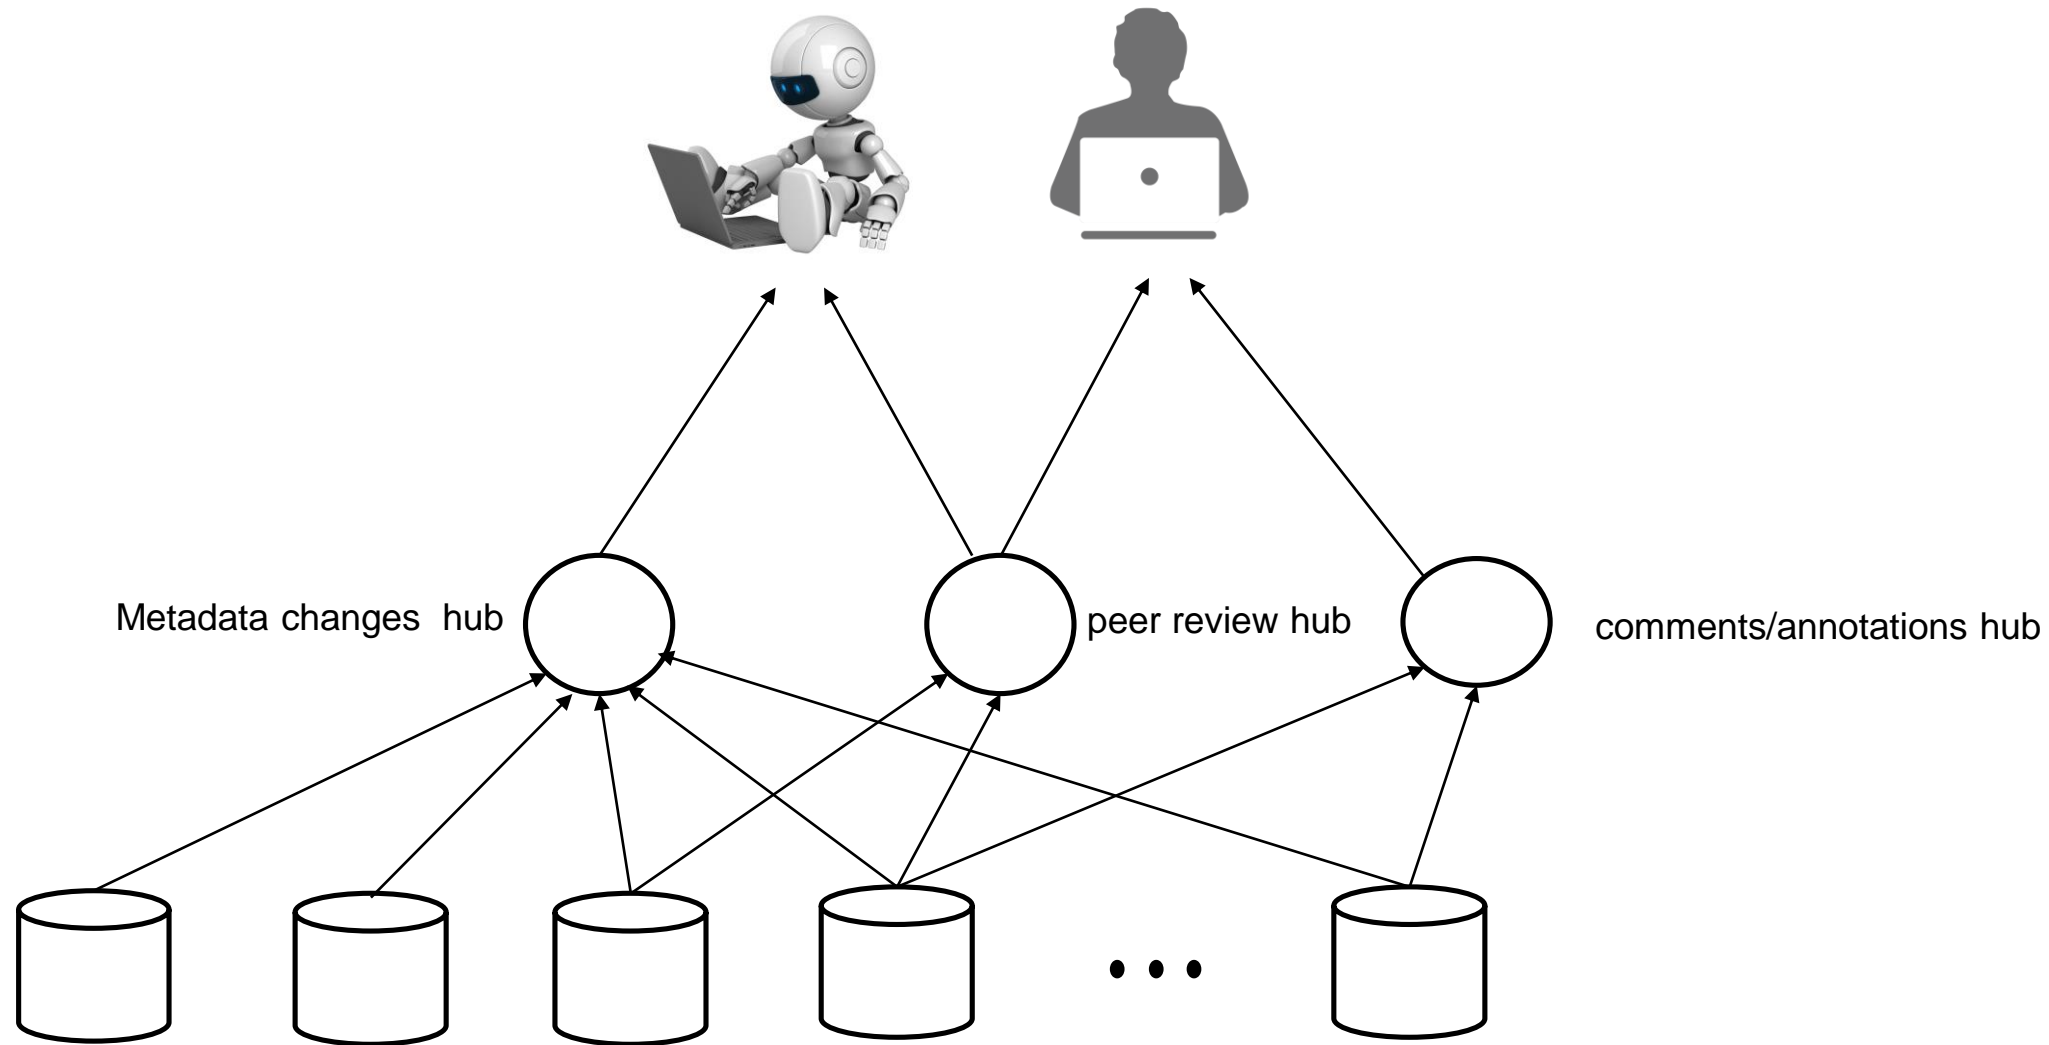 Metadata changes  hub
peer review hub
comments/annotations hub